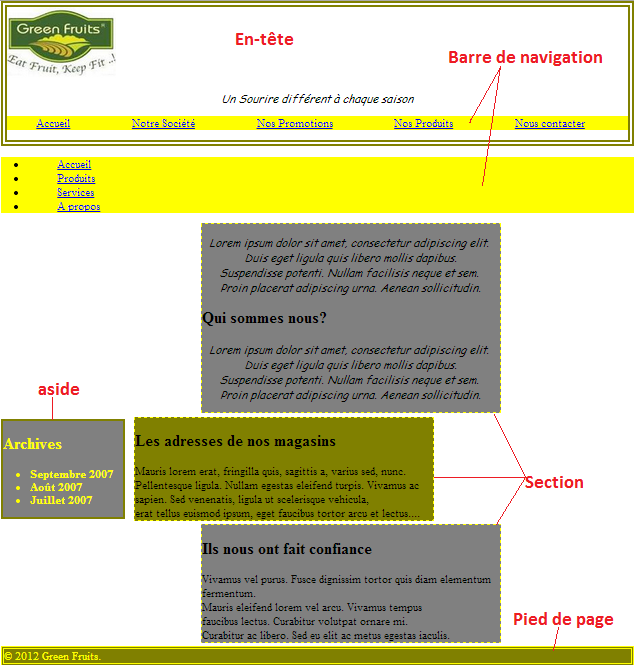 Green Fruits®
Eat Fruit, Keep Fit ..!
En-tête
Barre de navigation
Un Sourire différent à chaque saison
Accueil Notre Société Nos Promotions Nos Produits Nous contacter
Accueil
Produits
Services
A propos
Lorem ipsum dolor sit amet, consectetur adipiscing elit.
Duis eget ligula quis libero mollis dapibus.
Suspendisse potenti. Nullam facilisis neque et sem.
Proin placerat adipiscing urna. Aenean sollicitudin.
Qui sommes nous?
Lorem ipsum dolor sit amet, consectetur adipiscing elit.
Duis eget ligula quis libero mollis dapibus.
Suspendisse potenti. Nullam facilisis neque et sem.
Proin placerat adipiscing urna. Aenean sollicitudin.
aside
Archives
Septembre 2007
Août 2007
Juillet 2007
Les adresses de nos magasins
Mauris lorem erat, fringilla quis, sagittis a, varius sed, nunc.
Pellentesque ligula. Nullam egestas eleifend turpis. Vivamus ac
sapien. Sed venenatis, ligula ut scelerisque vehicula,
erat tellus euismod ipsum, eget faucibus tortor arcu et lectus....
Section
Ils nous ont fait confiance
Vivamus vel purus. Fusce dignissim tortor quis diam elementum
fermentum.
Mauris eleifend lorem vel arcu. Vivamus tempus
faucibus lectus. Curabitur volutpat ornare mi.
Curabitur ac libero. Sed eu elit ac metus egestas iaculis.
Pied de page
© 2012 Green Fruits.